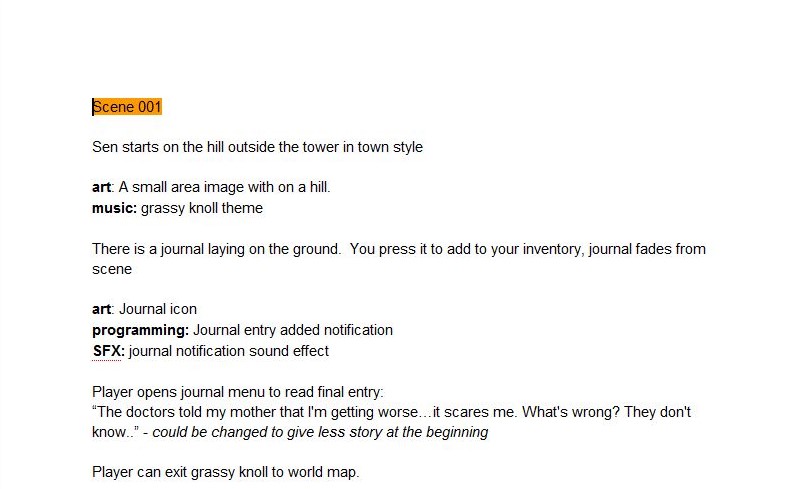 Scene 001
Sen starts on the hill outside the tower in town style
art: A small area image with on a hill.
music: grassy knoll theme
There is a journal laying on the ground.  You press it to add to your inventory, journal fades from
scene
art: Journal icon
programming: Journal entry added notification
SFX: journal notification sound effect
Player opens journal menu to read final entry:
“The doctors told my mother that I'm getting worse…it scares me. What's wrong? They don't
know..” - could be changed to give less story at the beginning
Player can exit grassy knoll to world map.